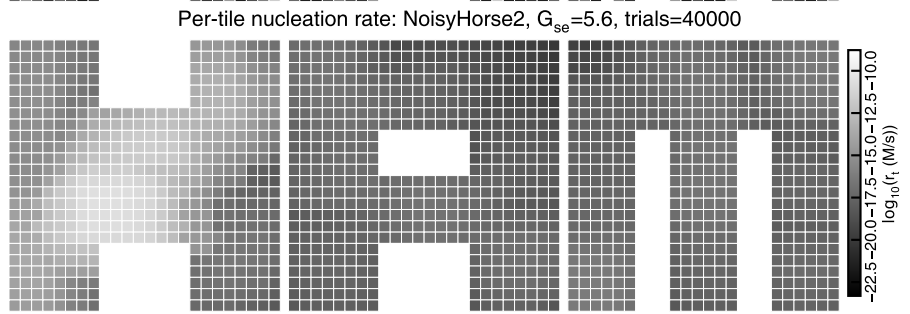 Per-tile nucleation rate: NoisyHorse2, Gse=5.6, trials=40000
H A M
−10.0
−12.5
−15.0
−17.5
−20.0
−22.5
log10(rt (M/s))